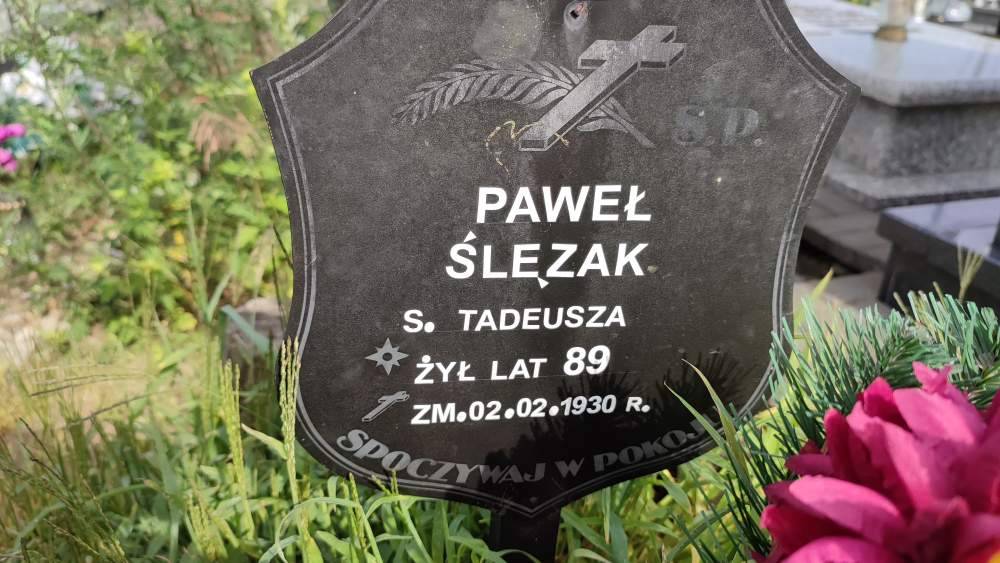 Ś.P.
PAWEŁ
ŚLĘZAK
S. TADEUSZA
ŻYŁ LAT 89
ZM.02.02.1930 R.
SPOCZYWAJ W POKOJU